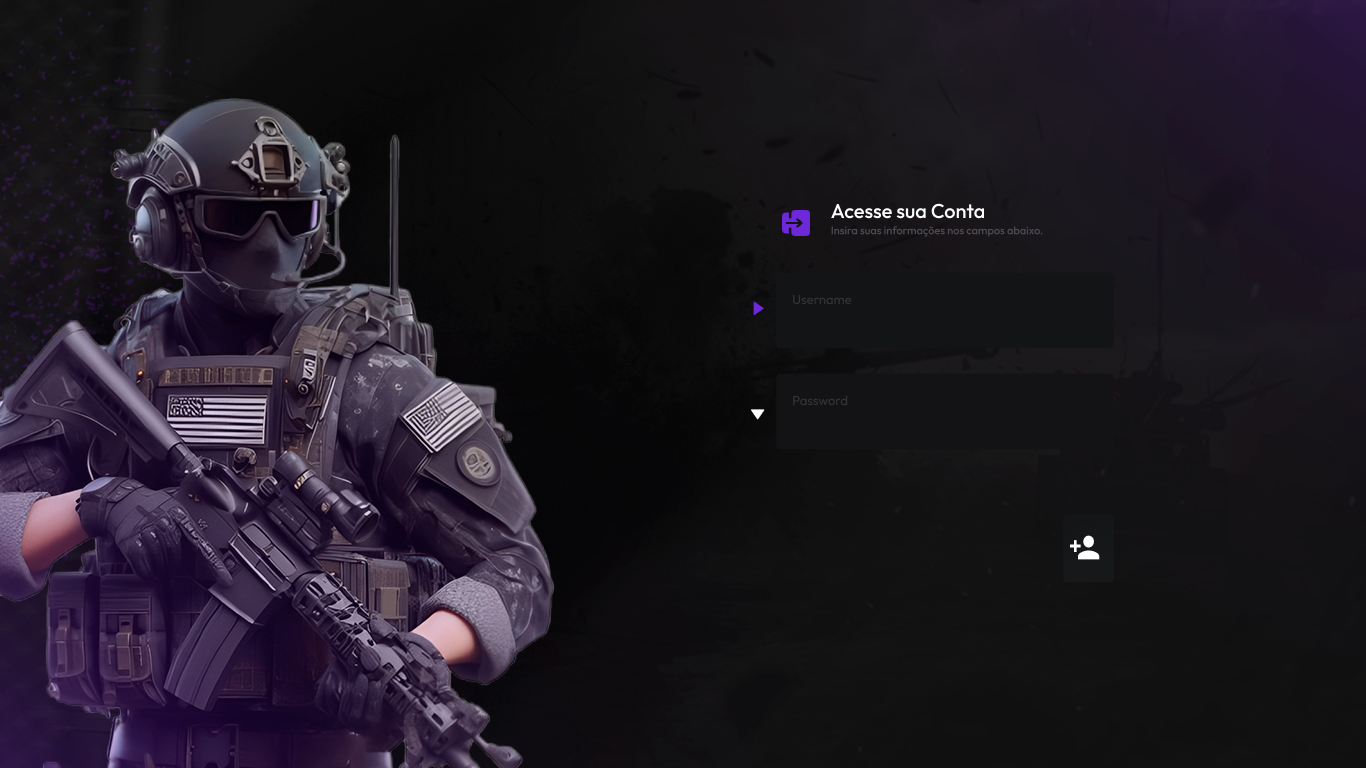 Acesse sua Conta
Insira suas informações nos campos abaixo.
Username
Password